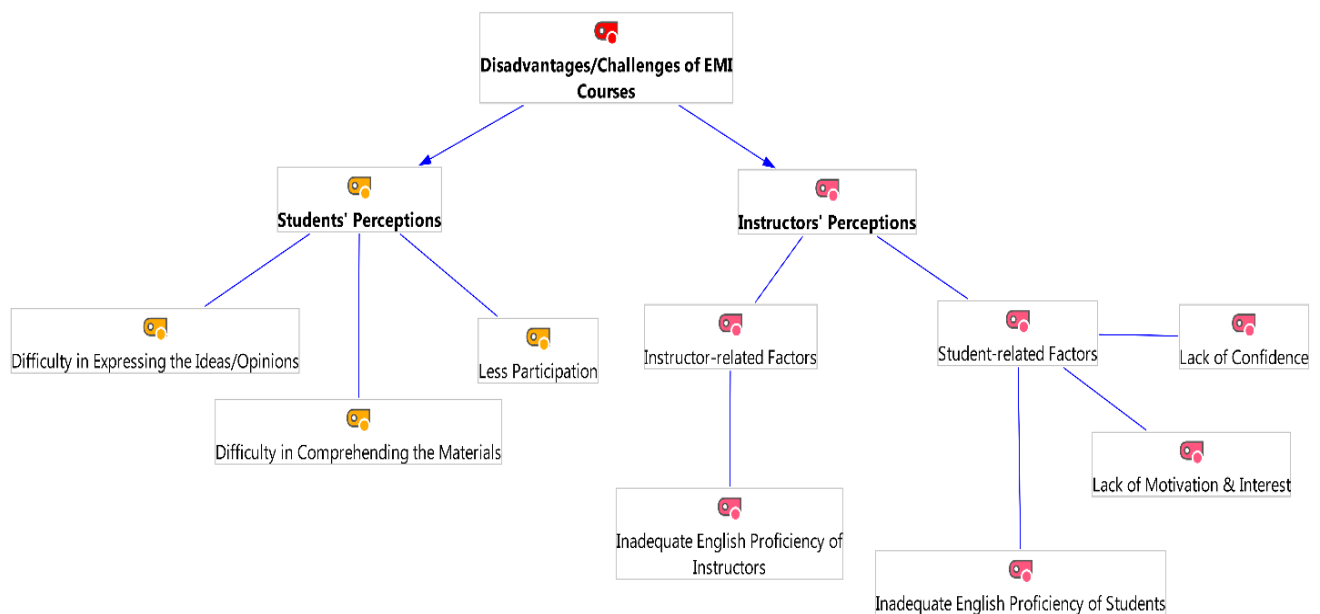 Disadvantages/Challenges of EMI
Courses
Students' Perceptions
Instructors' Perceptions
Difficulty in Expressing the Ideas/Opinions
Less Participation
Difficulty in Comprehending the Materials
Instructor-related Factors
Student-related Factors
Lack of Confidence
Lack of Motivation & Interest
Inadequate English Proficiency of
Instructors
Inadequate English Proficiency of Students